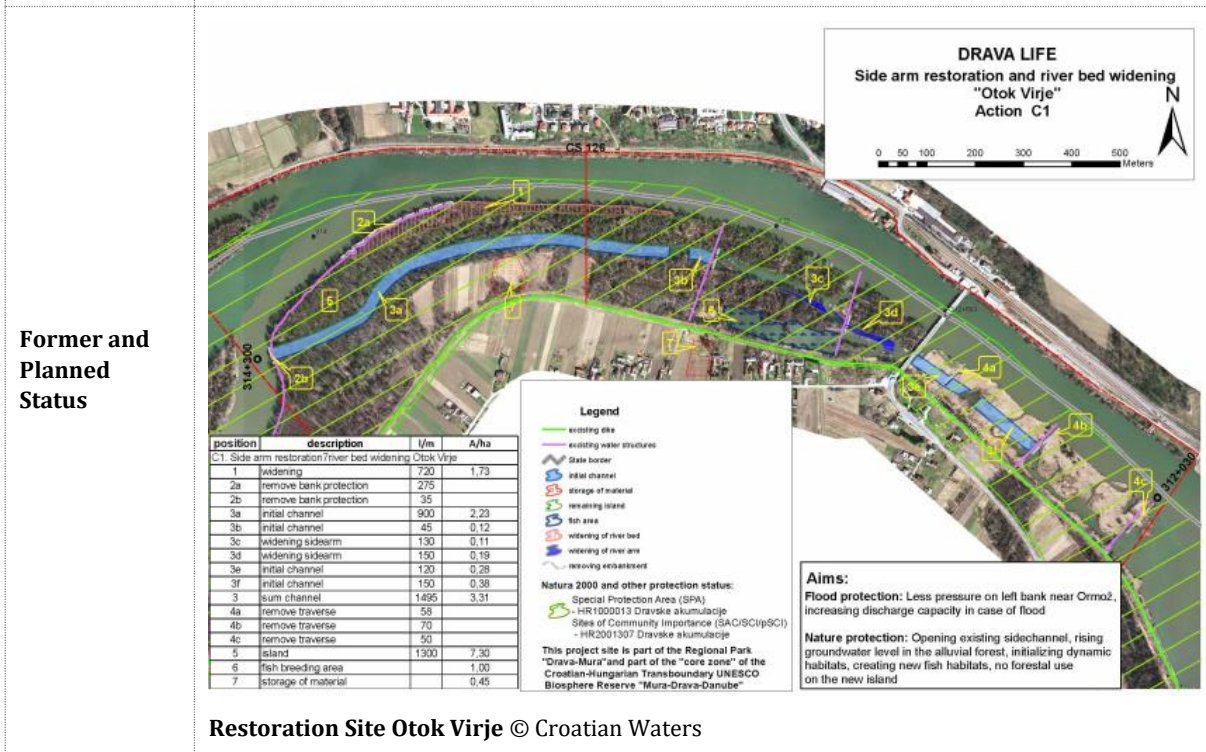 Former and
Planned
Status
DRAVA LIFE
Side arm restoration and river bed widening
"Otok Virje"
Action C1
N
0 50 100 200 300 400 500
Meters
CS 126
1
2a
3b
3c
3d
5
3a
6
7
7
2b
314+300
3e
4a
3f
4b
4c
312+030
position description l/m A/ha
C1. Side arm restoration7river bed widening Otok Virje
1 widening 720 1,73
2a remove bank protection 275
2b remove bank protection 35
3a initial channel 900 2,23
3b initial channel 45 0,12
3c widening sidearm 130 0,11
3d widening sidearm 150 0,19
3e initial channel 120 0,28
3f initial channel 150 0,38
3 sum channel 1495 3,31
4a remove traverse 58
4b remove traverse 70
4c remove traverse 50
5 island 1300 7,30
6 fish breeding area 1,00
7 storage of material 0,45
Legend
excisting dike
excisting water structures
State border
initial channel
storage of material
remaining island
fish area
widening of river bed
widening of river arm
removing embankment
Natura 2000 and other protection status:
Special Protection Area (SPA)
- HR1000013 Dravske akumulacije
Sites of Community Importance (SAC/SCI/pSCI)
- HR2001307 Dravske akumulacije
This project site is part of the Regional Park
"Drava-Mura"and part of the "core zone" of the
Croatian-Hungarian Transboundary UNESCO
Biosphere Reserve "Mura-Drava-Danube"
Aims:
Flood protection: Less pressure on left bank near Ormož,
increasing discharge capacity in case of flood
Nature protection: Opening existing sidechannel, rising
groundwater level in the alluvial forest, initializing dynamic
habitats, creating new fish habitats, no forestal use
on the new island
Restoration Site Otok Virje © Croatian Waters